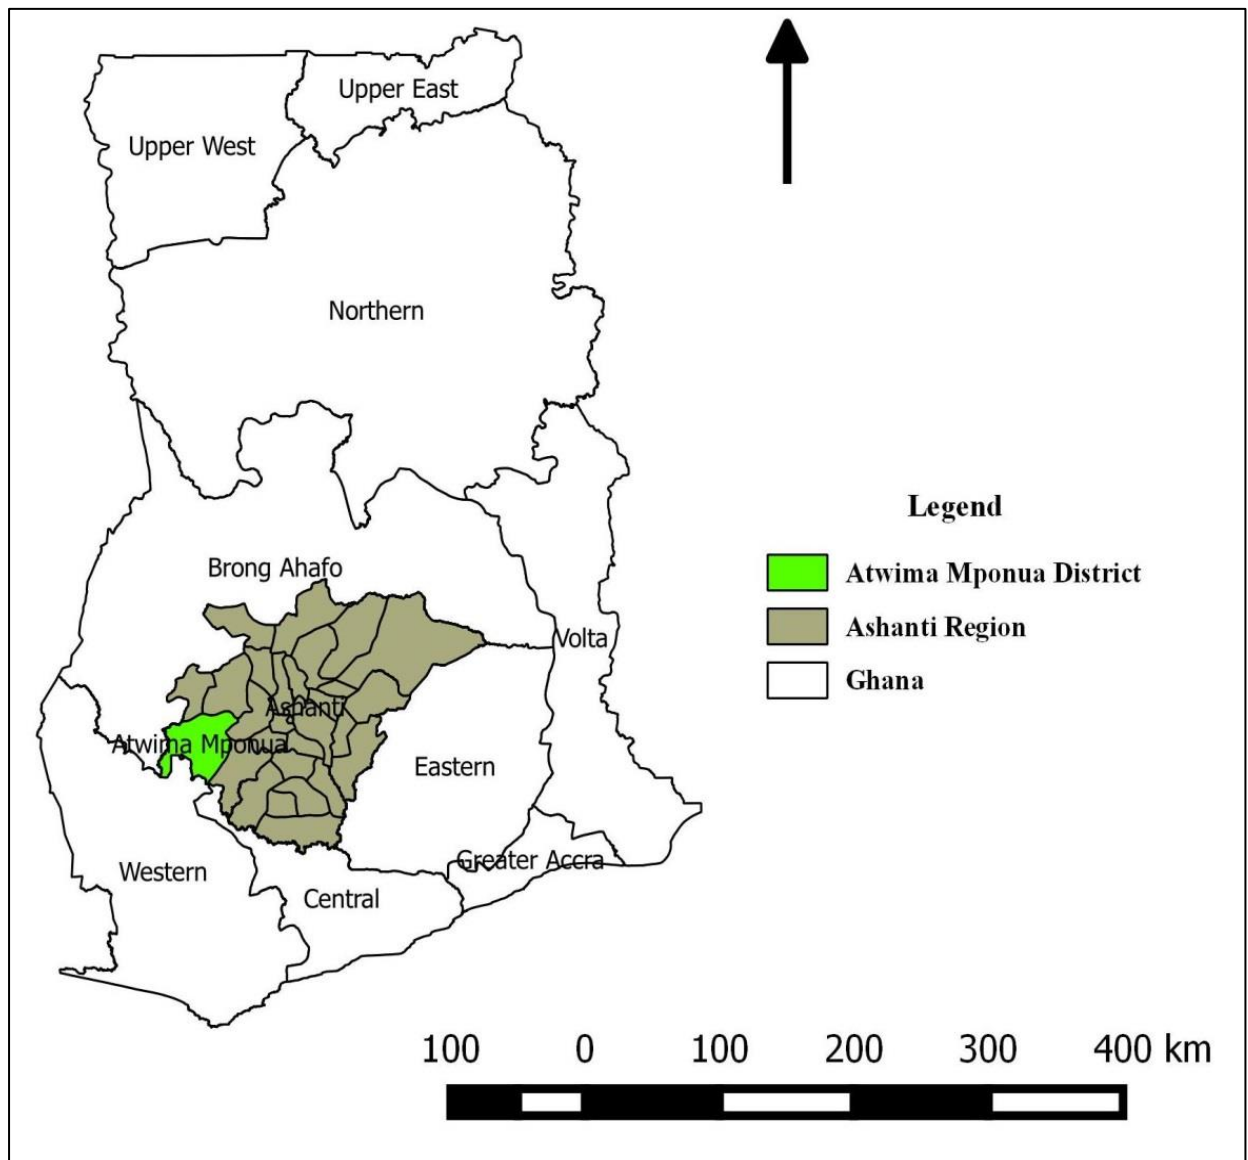 Upper East
Upper West
Northern
Legend
Brong Ahafo
Atwima Mponua District
Ashanti Region
Volta
Ghana
Ashanti
Atwima Mponua
Eastern
Greater Accra
Western
Central
100 0 100 200 300 400 km